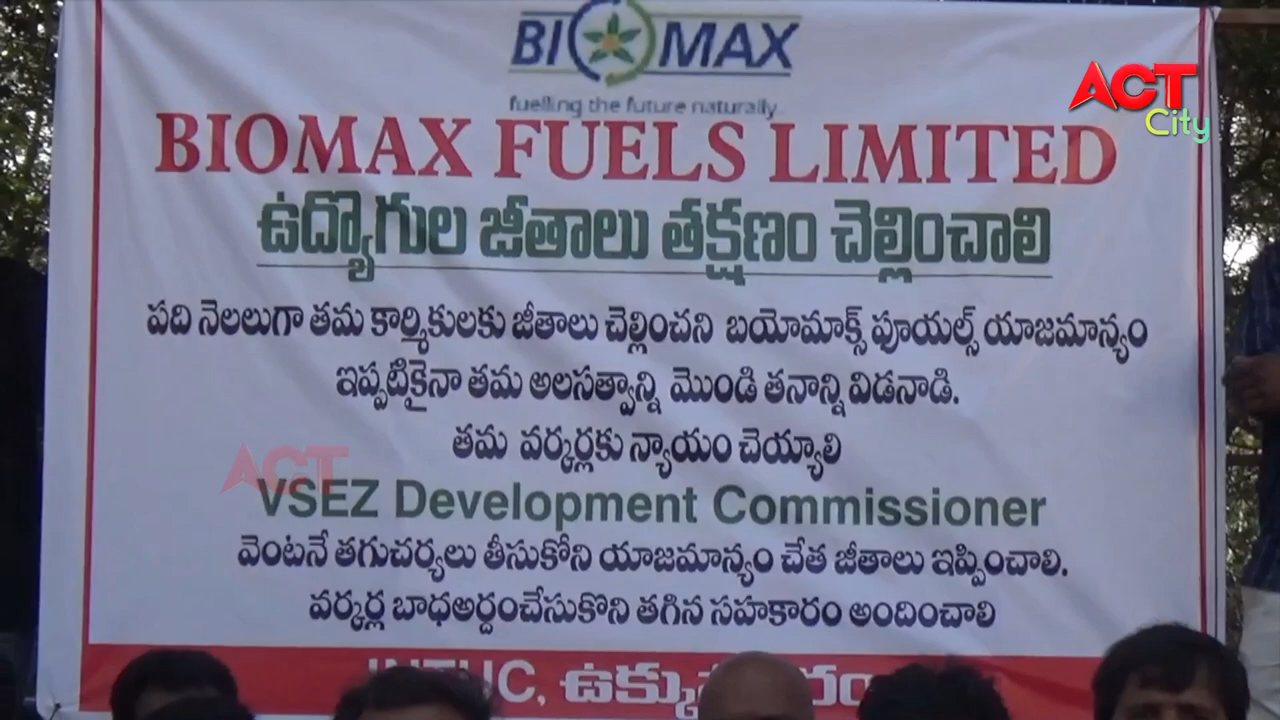 BIOMAX
fuelling the future naturally
ACT
City
BIOMAX FUELS LIMITED
ఉద్యొగుల జీతాలు తక్షణం చెల్లించాలి
పది నెలలుగా తమ కార్మికులకు జీతాలు చెల్లించని బయోమాక్స్ ఫూయల్స్ యాజమాన్యం
ఇప్పటికైనా తమ అలసత్వాన్ని మొండి తనాన్ని విడనాడి.
తమ వర్కర్లకు న్యాయం చెయ్యాలి
ACT
VSEZ Development Commissioner
వెంటనే తగుచర్యలు తీసుకోని యాజమాన్యం చేత జీతాలు ఇప్పించాలి.
వర్కర్ల బాధఅర్దంచేసుకొని తగిన సహకారం అందించాలి